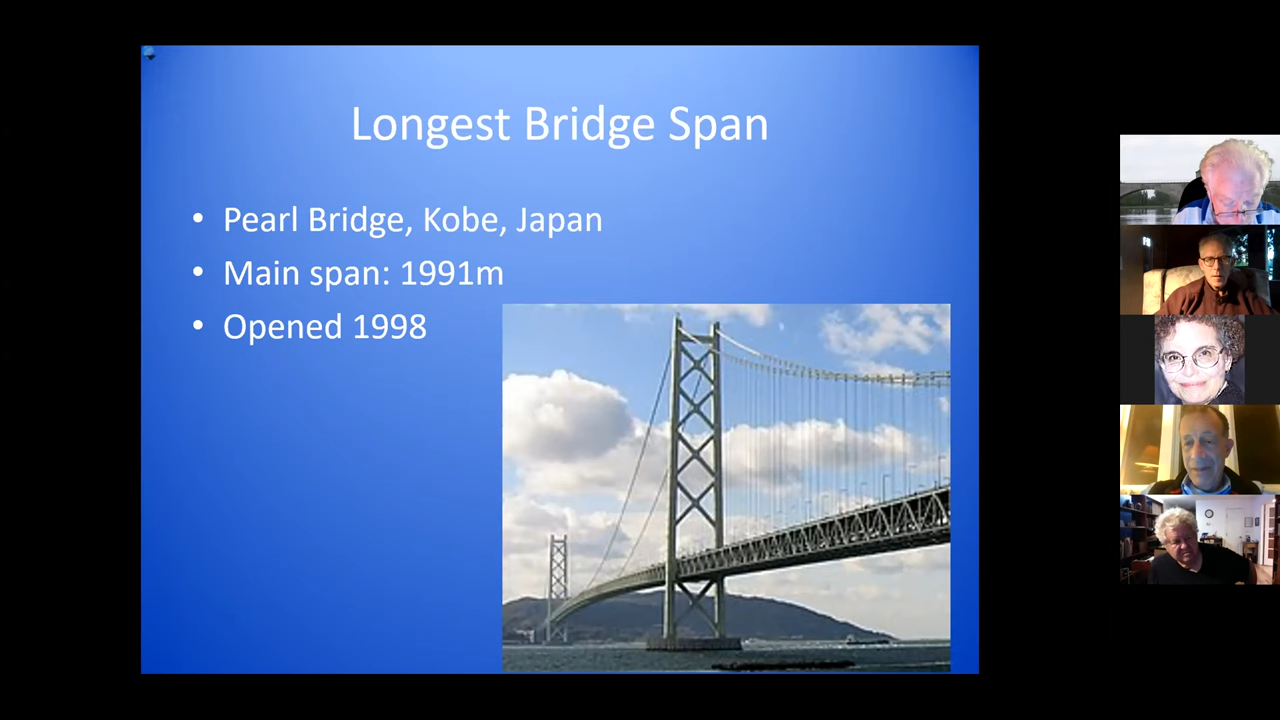 Longest Bridge Span
• Pearl Bridge, Kobe, Japan
• Main span: 1991m
• Opened 1998